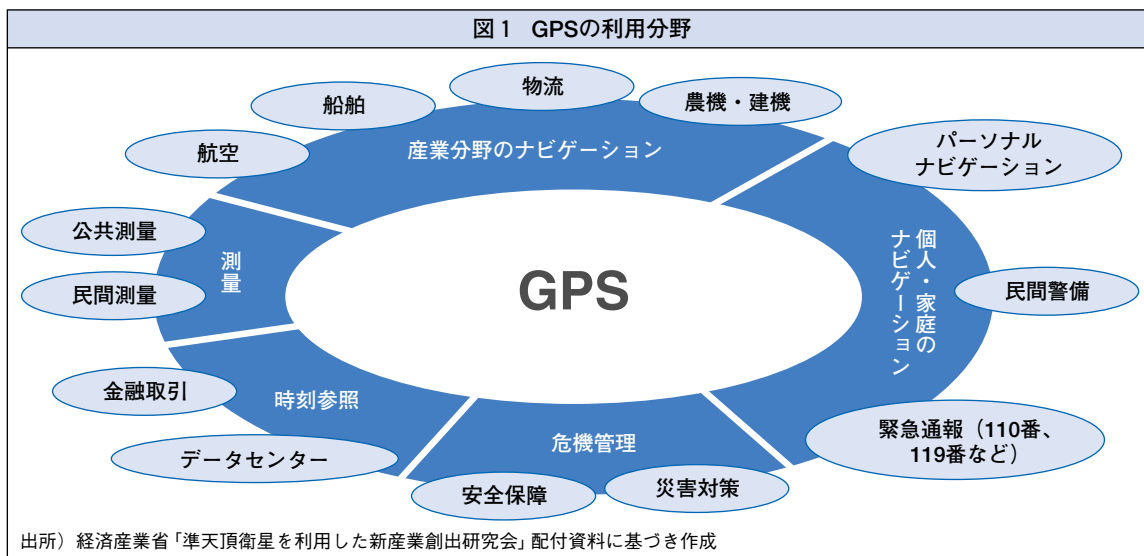 図1 GPSの利用分野
物流
船舶
農機・建機
航空
産業分野のナビゲーション
パーソナル
ナビゲーション
公共測量
測量
民間測量
GPS
個人・家庭の
ナビゲーション
民間警備
金融取引
時刻参照
データセンター
危機管理
安全保障
災害対策
緊急通報（110番、
119番など）
出所）経済産業省「準天頂衛星を利用した新産業創出研究会」配付資料に基づき作成